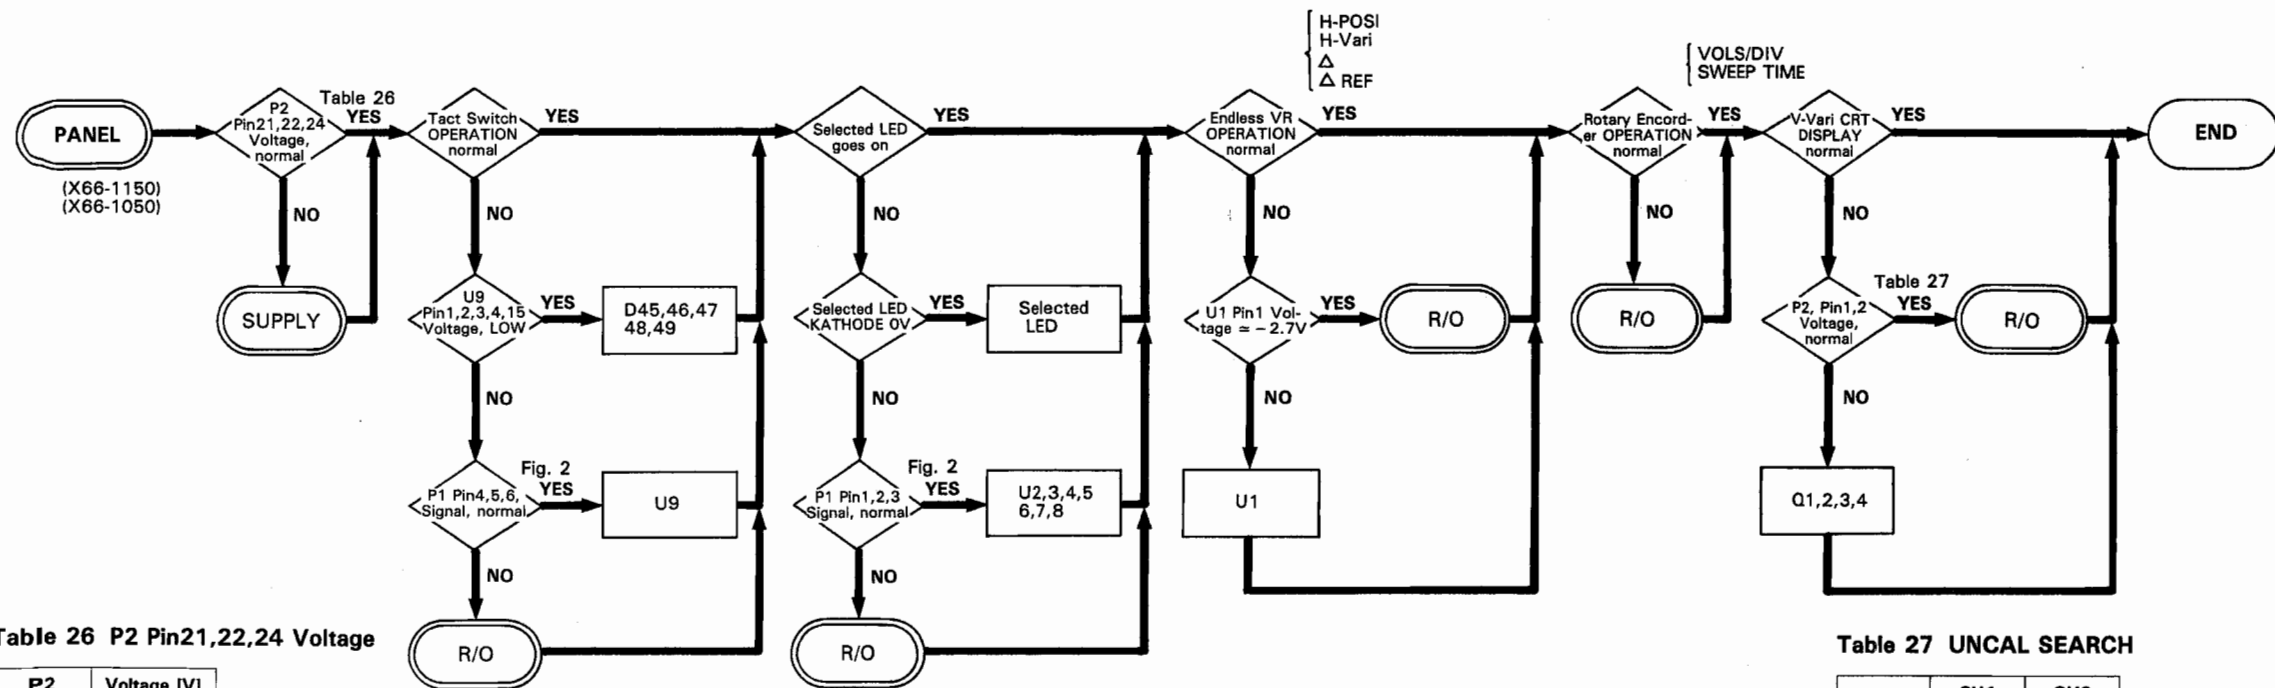 PANEL
(X66-1150)
(X66-1050)
P2
Pin21,22,24
Voltage,
normal
Table 26
YES
NO
SUPPLY
Tact Switch
OPERATION
normal
YES
NO
U9
Pin1,2,3,4,15
Voltage, LOW
YES
D45,46,47
48,49
NO
P1 Pin4,5,6,
Signal, normal
Fig. 2
YES
U9
NO
R/O
Selected LED
goes on
YES
NO
Selected LED
KATHODE 0V
YES
Selected
LED
NO
P1 Pin1,2,3
Signal, normal
Fig. 2
YES
U2,3,4,5
6,7,8
NO
R/O
H-POSI
H-Vari
△
△ REF
Endless VR
OPERATION
normal
YES
NO
U1 Pin1 Vol-
tage ≃ −2.7V
YES
R/O
NO
U1
VOLS/DIV
SWEEP TIME
Rotary Encord-
er OPERATION
normal
YES
NO
R/O
V-Vari CRT
DISPLAY
normal
YES
NO
P2, Pin1,2
Voltage,
normal
Table 27
YES
R/O
NO
Q1,2,3,4
END
Table 26 P2 Pin21,22,24 Voltage
P2
Voltage [V]
Table 27 UNCAL SEARCH